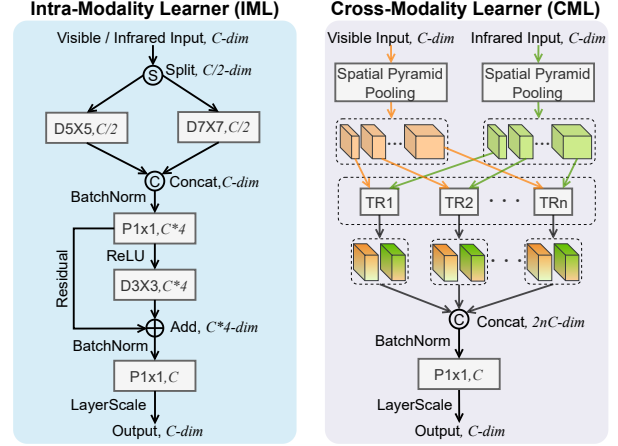 Intra-Modality Learner (IML)
Visible / Infrared Input, C-dim
S
Split, C/2-dim
D5X5, C/2
D7X7, C/2
C
Concat, C-dim
BatchNorm
P1x1, C*4
ReLU
Residual
D3X3, C*4
Add, C*4-dim
BatchNorm
P1x1, C
LayerScale
Output, C-dim
Cross-Modality Learner (CML)
Visible Input, C-dim
Infrared Input, C-dim
Spatial Pyramid
Pooling
Spatial Pyramid
Pooling
TR1
TR2
TRn
C
Concat, 2nC-dim
BatchNorm
P1x1, C
LayerScale
Output, C-dim